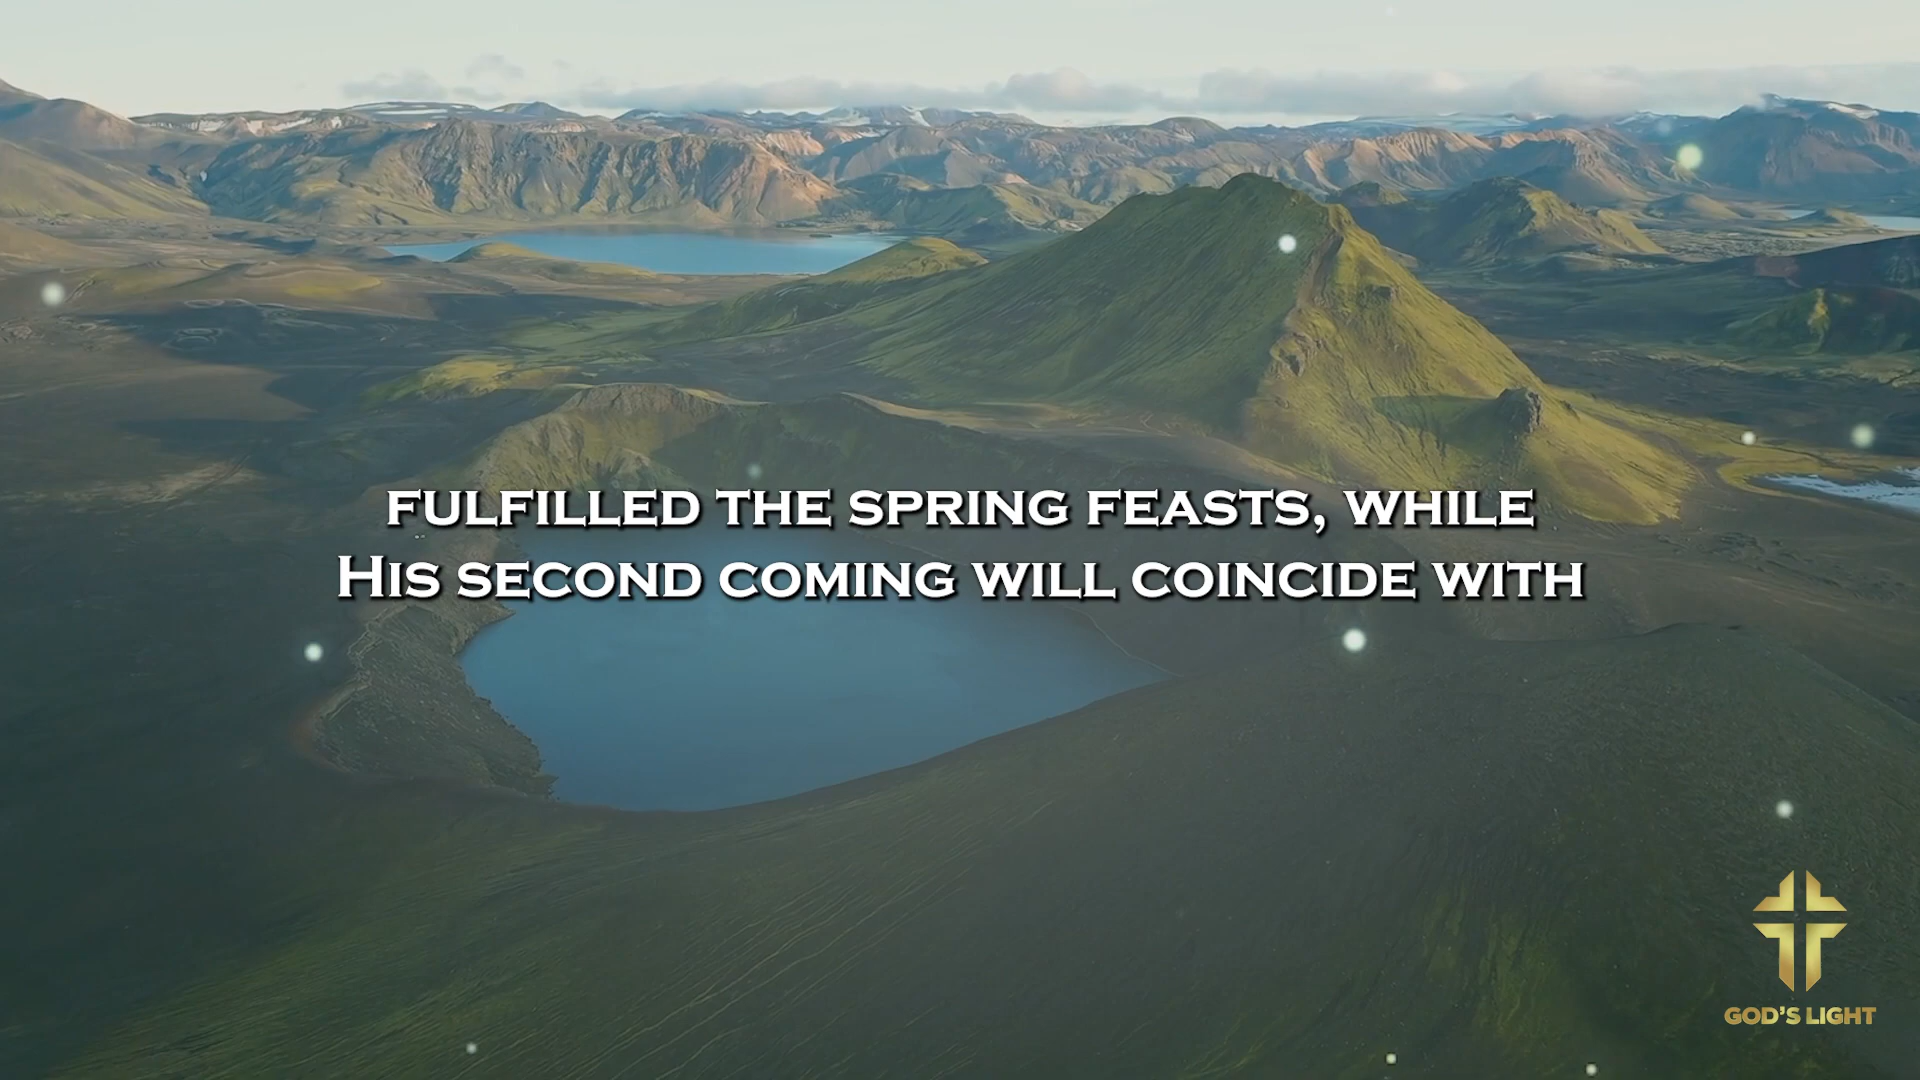 FULFILLED THE SPRING FEASTS, WHILE
HIS SECOND COMING WILL COINCIDE WITH
GOD'S LIGHT